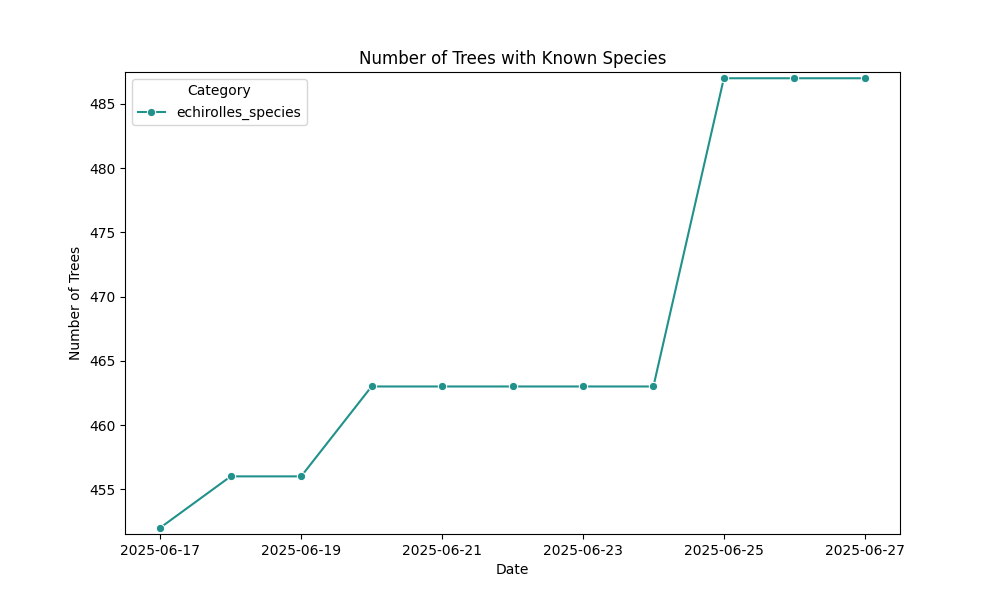 Number of Trees with Known Species
Category
echirolles_species
Number of Trees
485
480
475
470
465
460
455
2025-06-17
2025-06-19
2025-06-21
2025-06-23
2025-06-25
2025-06-27
Date